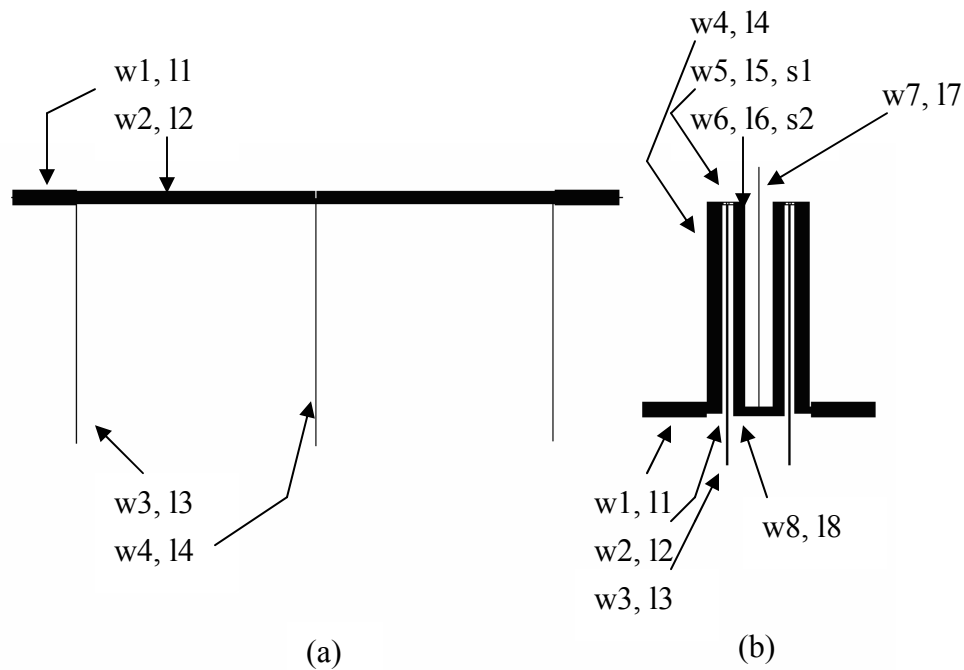 w1, l1
w2, l2
w3, l3
w4, l4
(a)
w4, l4
w5, l5, s1
w6, l6, s2
w7, l7
w1, l1
w2, l2
w3, l3
w8, l8
(b)